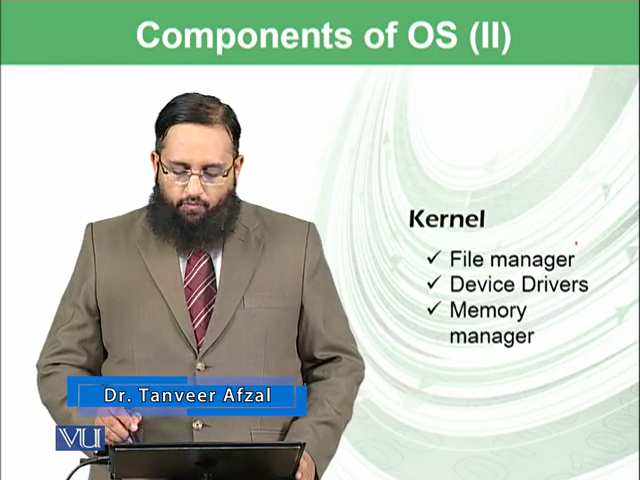 Components of OS (II)
Kernel
✓ File manager
✓ Device Drivers
✓ Memory
manager
Dr. Tanveer Afzal
VU